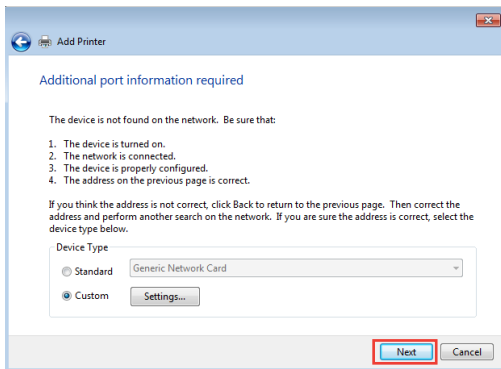 Add Printer
Additional port information required
The device is not found on the network. Be sure that:
1. The device is turned on.
2. The network is connected.
3. The device is properly configured.
4. The address on the previous page is correct.
If you think the address is not correct, click Back to return to the previous page. Then correct the
address and perform another search on the network. If you are sure the address is correct, select the
device type below.
Device Type
Standard Generic Network Card
Custom Settings...
Next Cancel